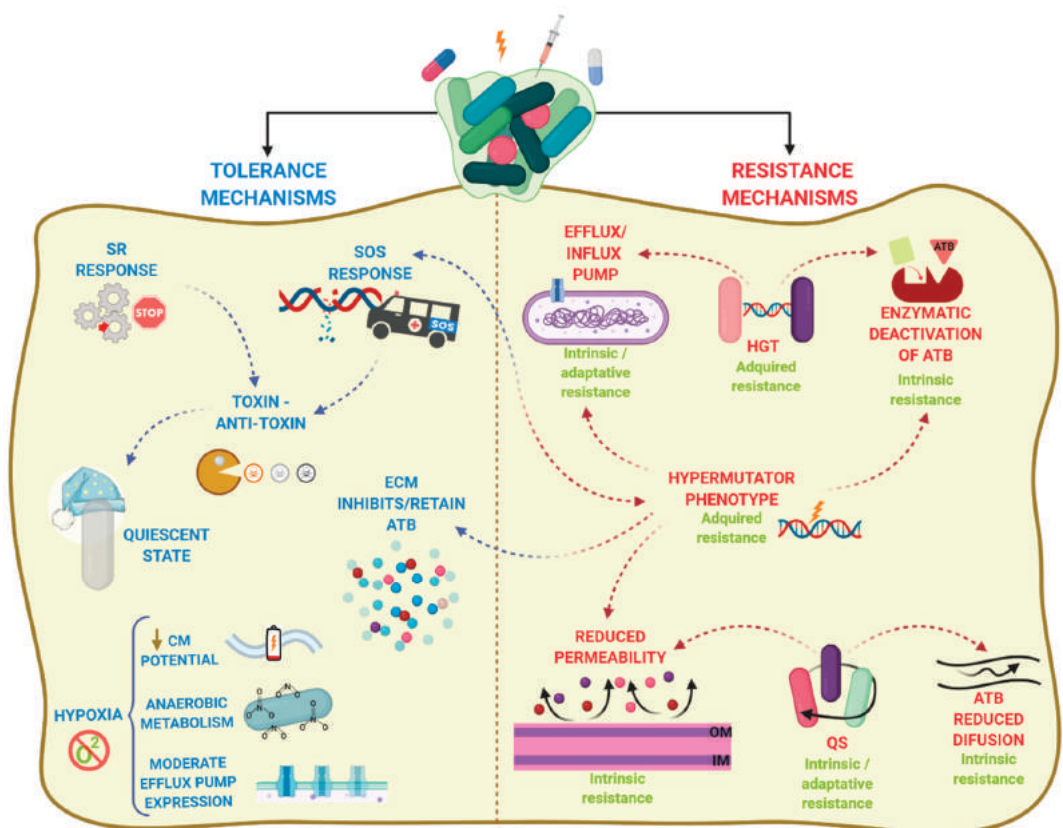 TOLERANCE
MECHANISMS
RESISTANCE
MECHANISMS
SR
RESPONSE
STOP
SOS
RESPONSE
SOS
TOXIN -
ANTI-TOXIN
QUIESCENT
STATE
ECM
INHIBITS/RETAIN
ATB
HYPOXIA
O2
CM
POTENTIAL
ANAEROBIC
METABOLISM
N
O
O
O
N
O
O
O
N
O
O
O
N
O
O
O
MODERATE
EFFLUX PUMP
EXPRESSION
EFFLUX/
INFLUX
PUMP
Intrinsic /
adaptative
resistance
HGT
Adquired
resistance
ATB
ENZYMATIC
DEACTIVATION
OF ATB
Intrinsic
resistance
HYPERMUTATOR
PHENOTYPE
Adquired
resistance
REDUCED
PERMEABILITY
OM
IM
Intrinsic
resistance
QS
Intrinsic /
adaptative
resistance
ATB
REDUCED
DIFUSION
Intrinsic
resistance